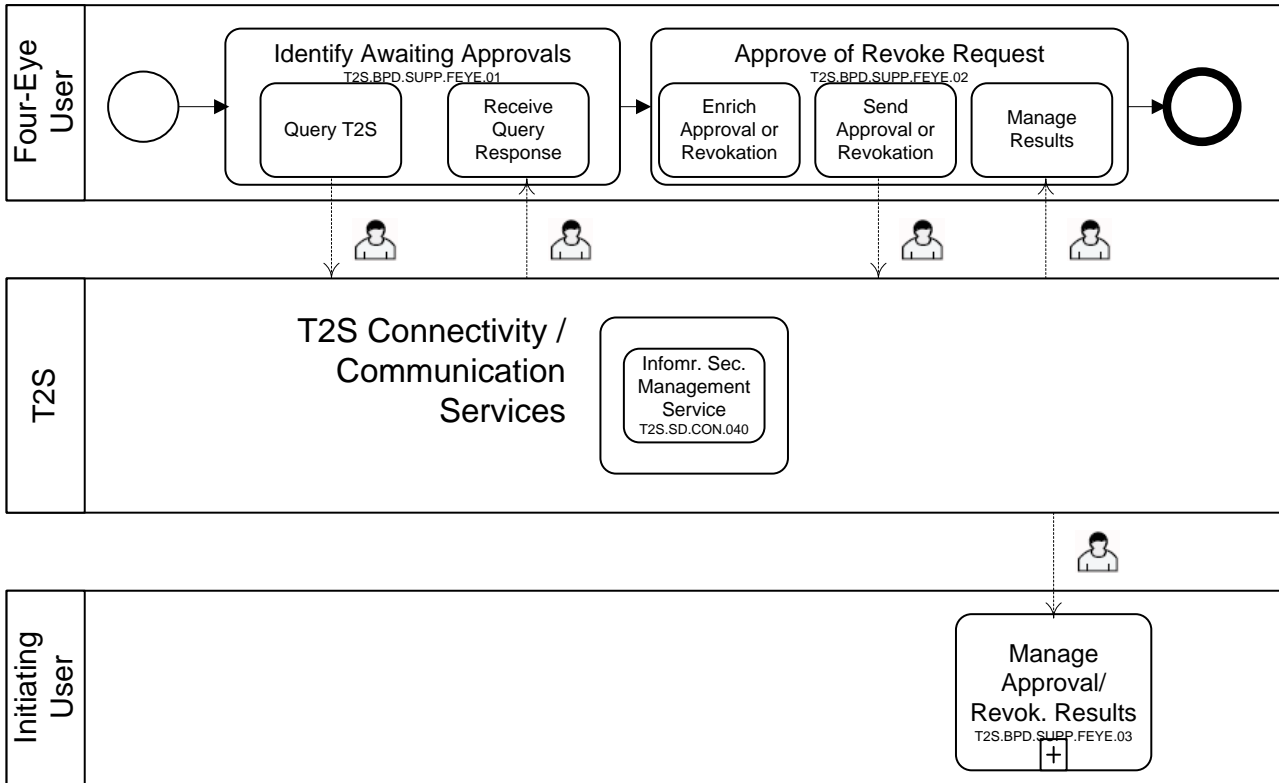 Four-Eye
User
Identify Awaiting Approvals
T2S.BPD.SUPP.FEYE.01
Query T2S
Receive
Query
Response
Approve of Revoke Request
T2S.BPD.SUPP.FEYE.02
Enrich
Approval or
Revokation
Send
Approval or
Revokation
Manage
Results
T2S
T2S Connectivity /
Communication
Services
Infomr. Sec.
Management
Service
T2S.SD.CON.040
Initiating
User
Manage
Approval/
Revok. Results
T2S.BPD.SUPP.FEYE.03